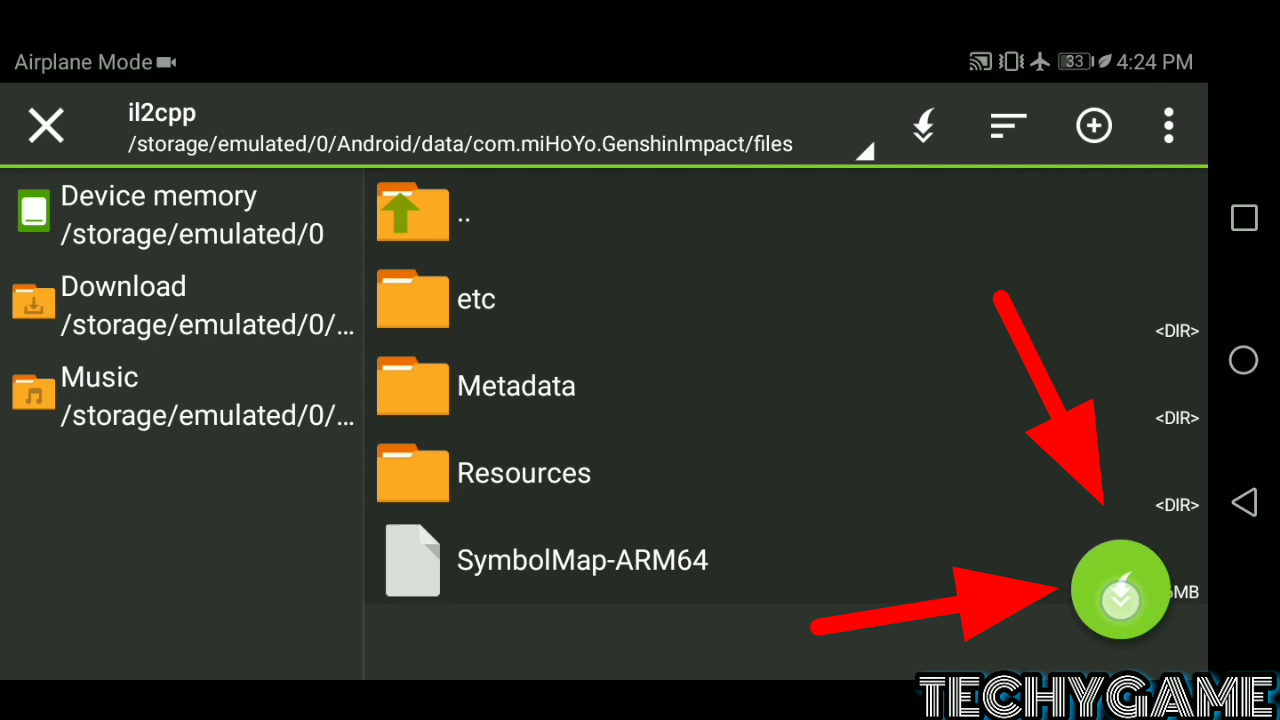 Airplane Mode
33
4:24 PM
il2cpp
/storage/emulated/0/Android/data/com.miHoYo.GenshinImpact/files
Device memory
/storage/emulated/0
Download
/storage/emulated/0/...
Music
/storage/emulated/0/...
..
etc
<DIR>
Metadata
<DIR>
Resources
<DIR>
SymbolMap-ARM64
MB
TECHYGAME